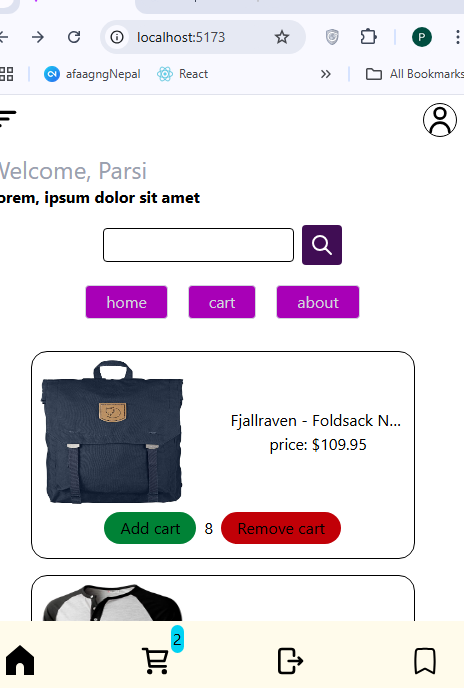 localhost:5173
P
afaagngNepal
React
»
All Bookmarks
Welcome, Parsi
orem, ipsum dolor sit amet
home cart about
Fjallraven - Foldsack N...
price: $109.95
Add cart 8 Remove cart
2